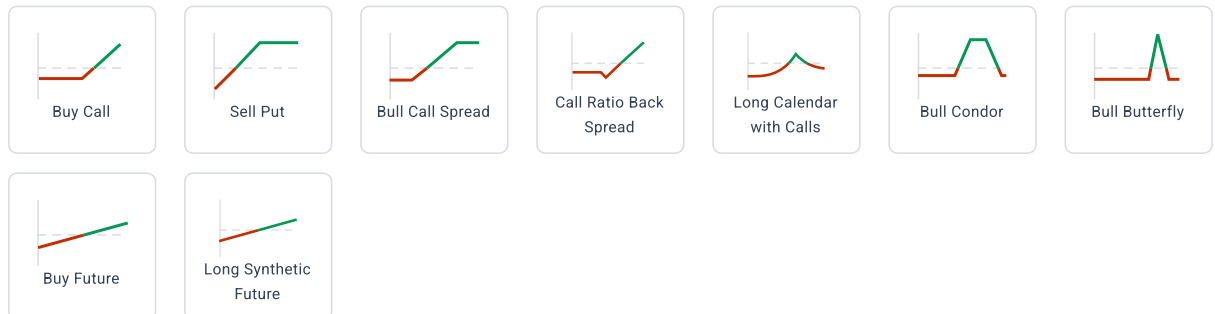 Buy Call
Sell Put
Bull Call Spread
Call Ratio Back
Spread
Long Calendar
with Calls
Bull Condor
Bull Butterfly
Buy Future
Long Synthetic
Future